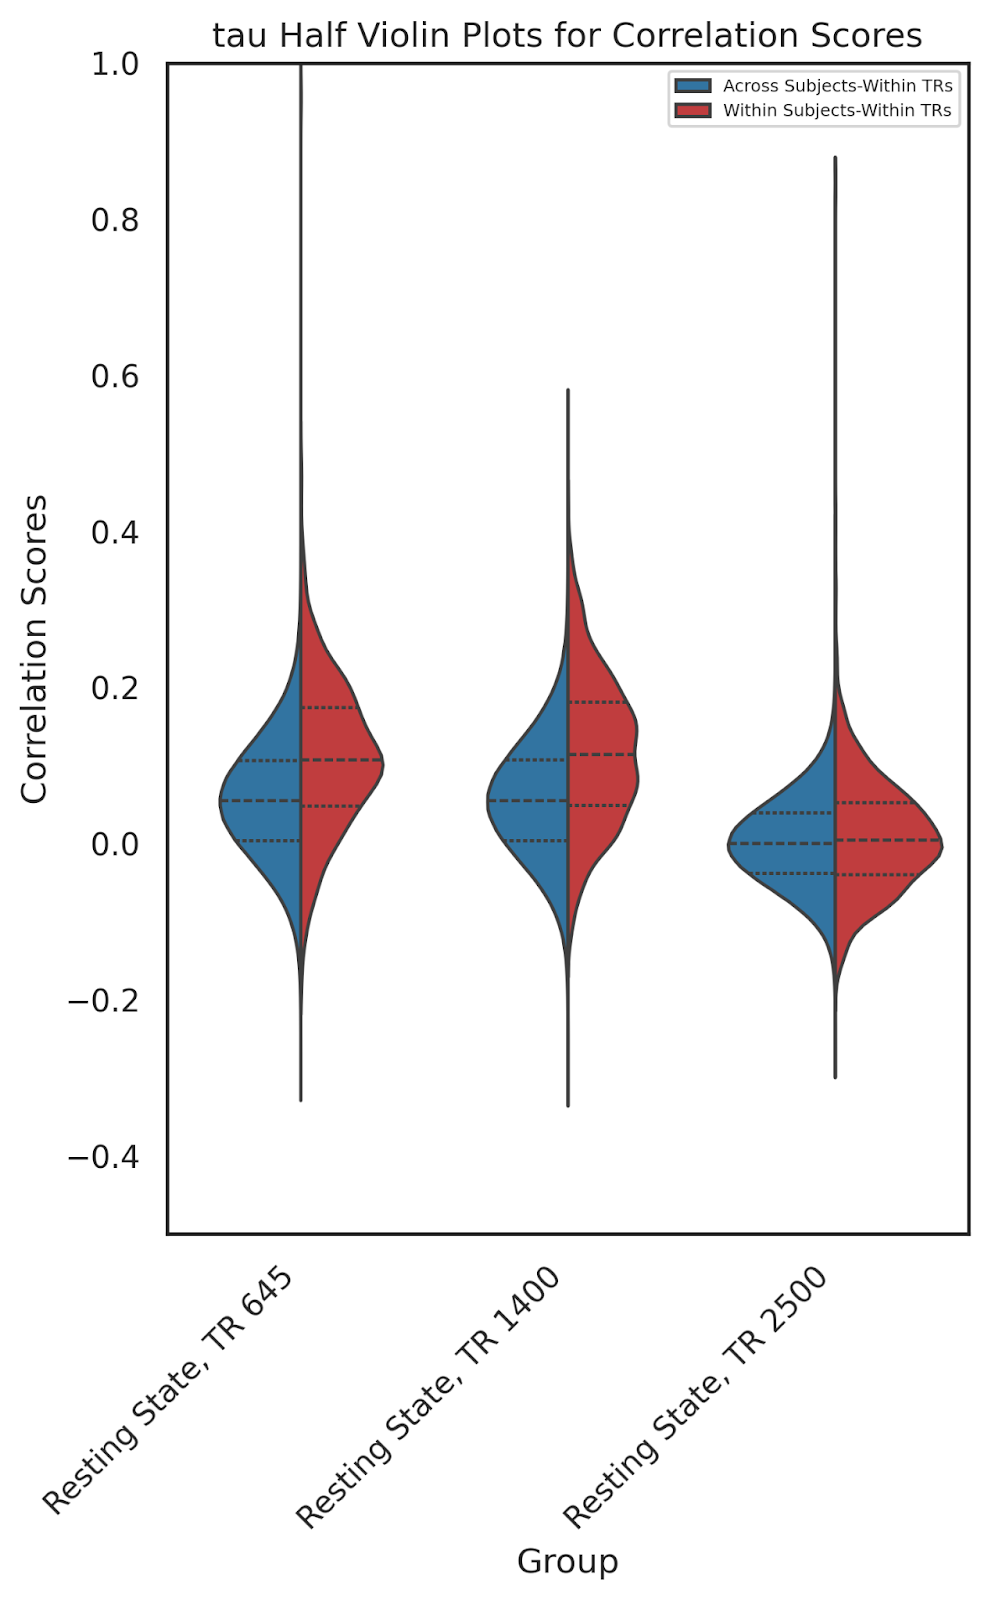 tau Half Violin Plots for Correlation Scores
Across Subjects-Within TRs
Within Subjects-Within TRs
1.0
0.8
0.6
0.4
0.2
0.0
−0.2
−0.4
Correlation Scores
Resting State, TR 645
Resting State, TR 1400
Resting State, TR 2500
Group